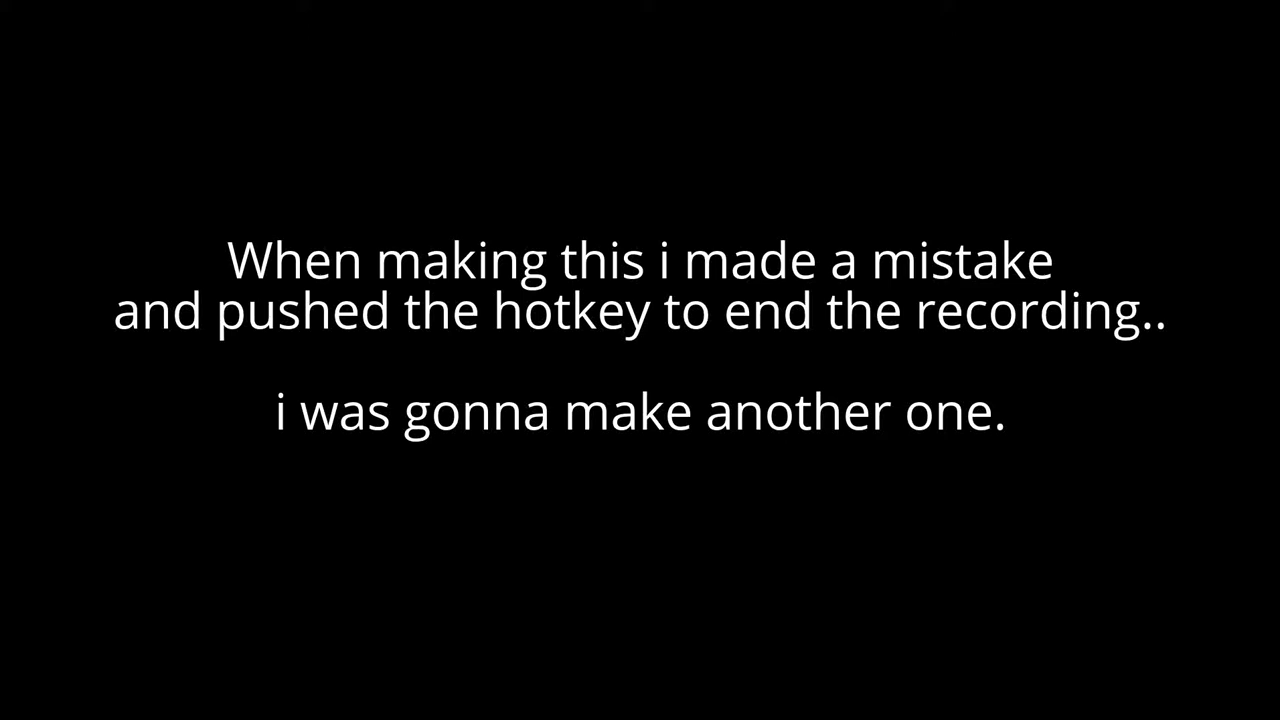 When making this i made a mistake
and pushed the hotkey to end the recording..
i was gonna make another one.